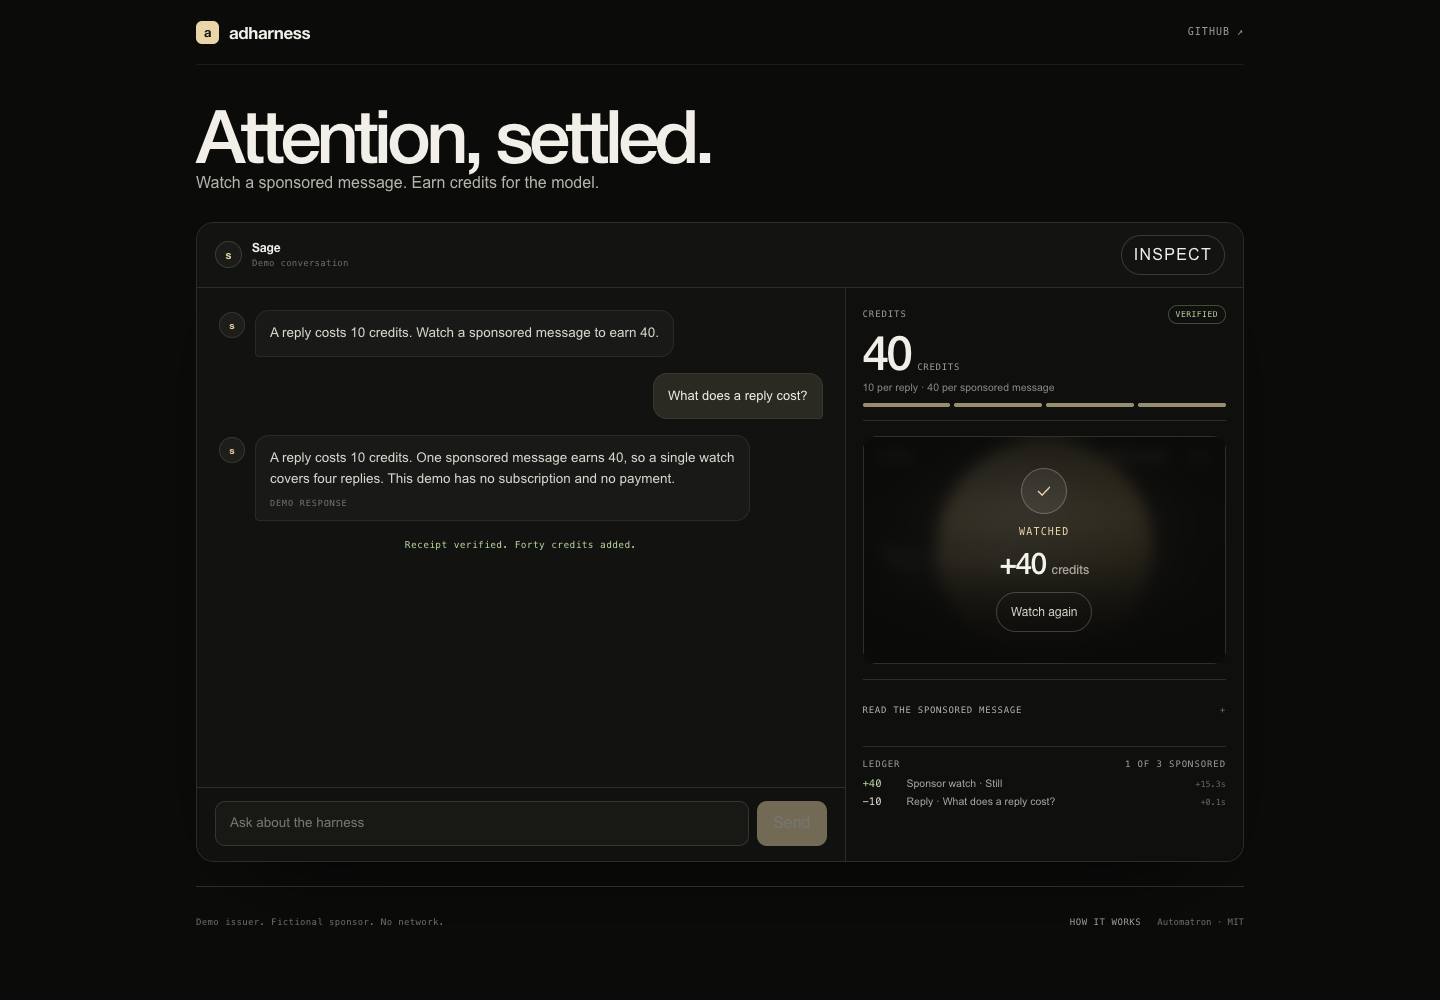 a adharness
GITHUB ↗
Attention, settled.
Watch a sponsored message. Earn credits for the model.
s Sage
Demo conversation
INSPECT
s
A reply costs 10 credits. Watch a sponsored message to earn 40.
What does a reply cost?
s
A reply costs 10 credits. One sponsored message earns 40, so a single watch
covers four replies. This demo has no subscription and no payment.
DEMO RESPONSE
Receipt verified. Forty credits added.
Ask about the harness
Send
CREDITS
VERIFIED
40 CREDITS
10 per reply · 40 per sponsored message
WATCHED
+40 credits
Watch again
READ THE SPONSORED MESSAGE +
LEDGER 1 OF 3 SPONSORED
+40 Sponsor watch · Still +15.3s
−10 Reply · What does a reply cost? +0.1s
Demo issuer. Fictional sponsor. No network.
HOW IT WORKS Automatron · MIT